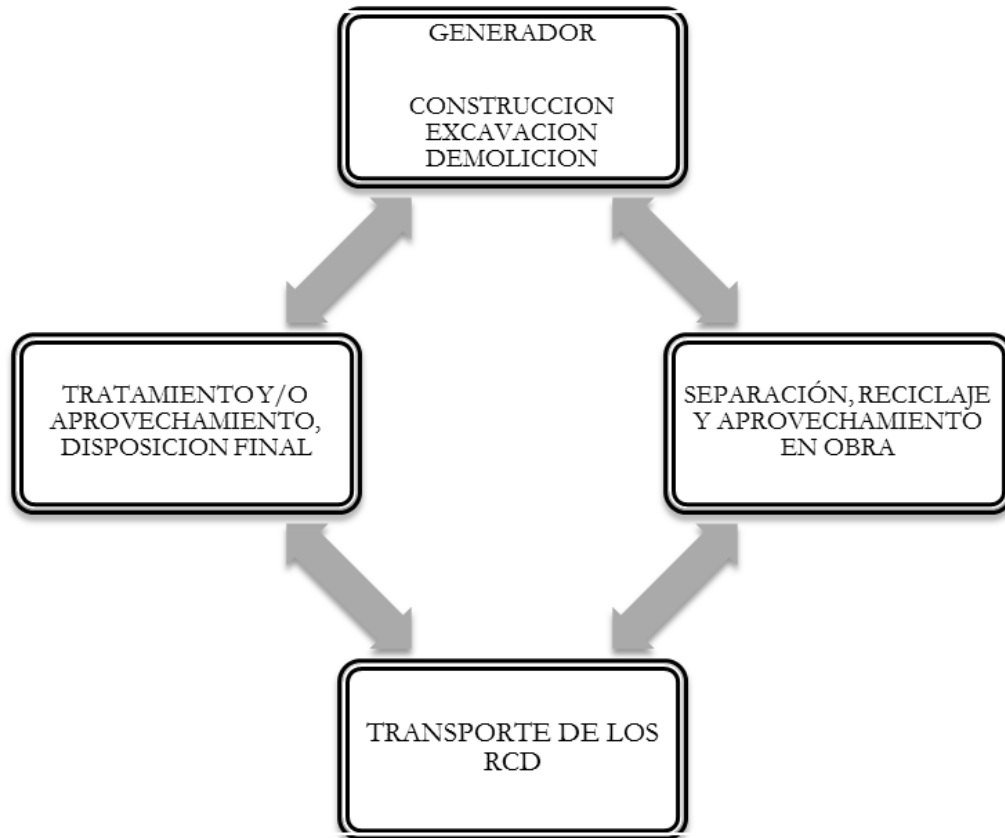 GENERADOR
CONSTRUCCION
EXCAVACION
DEMOLICION
TRATAMIENTO Y/O
APROVECHAMIENTO,
DISPOSICION FINAL
SEPARACIÓN, RECICLAJE
Y APROVECHAMIENTO
EN OBRA
TRANSPORTE DE LOS
RCD